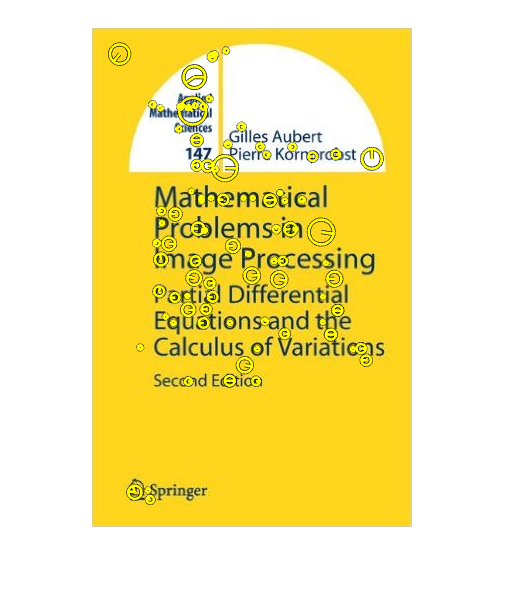 Applied
Mathematical
Sciences
147
Gilles Aubert
Pierre Kornprobst
Mathematical
Problems in
Image Processing
Partial Differential
Equations and the
Calculus of Variations
Second Edition
Springer